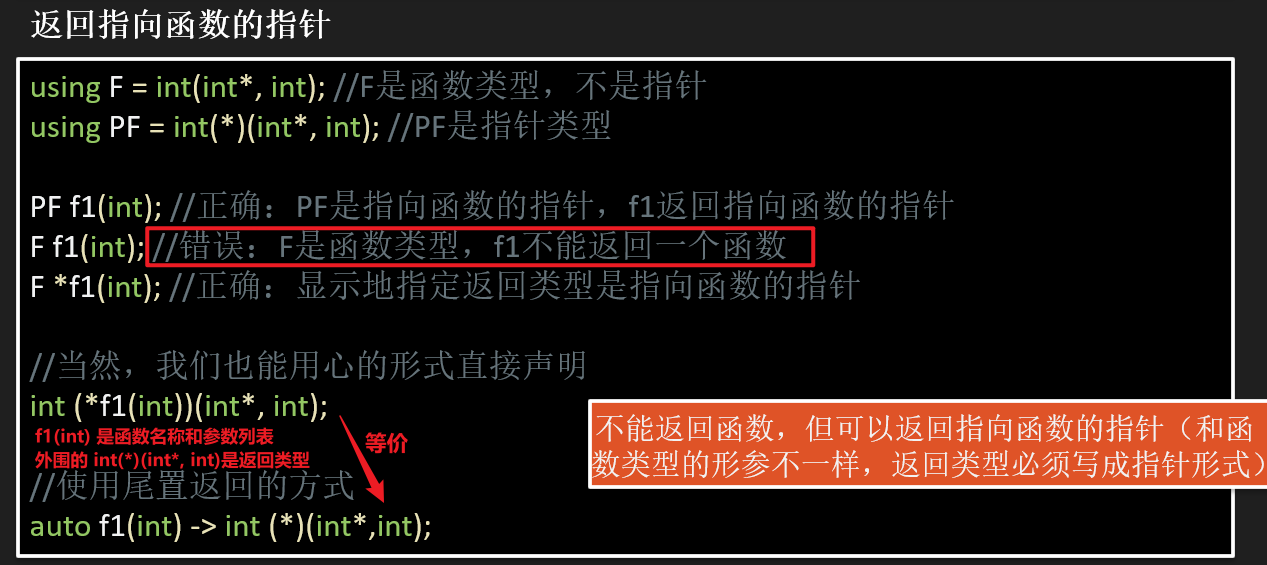 返回指向函数的指针
using F = int(int*, int); //F是函数类型，不是指针
using PF = int(*)(int*, int); //PF是指针类型
PF f1(int); //正确：PF是指向函数的指针，f1返回指向函数的指针
F f1(int); //错误：F是函数类型，f1不能返回一个函数
F *f1(int); //正确：显示地指定返回类型是指向函数的指针
//当然，我们也能用心的形式直接声明
int (*f1(int))(int*, int);
f1(int) 是函数名称和参数列表
外围的 int(*)(int*, int)是返回类型
等价
不能返回函数，但可以返回指向函数的指针（和函
数类型的形参不一样，返回类型必须写成指针形式）
//使用尾置返回的方式
auto f1(int) -> int (*)(int*,int);